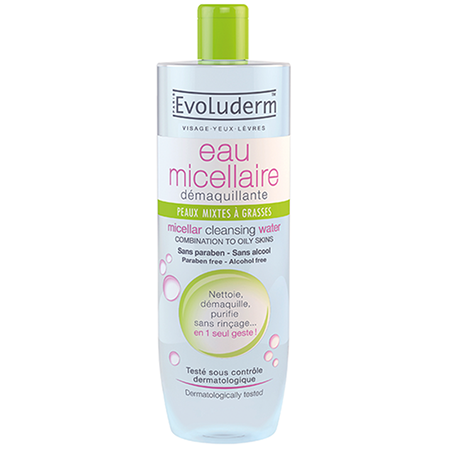 EvoLuderm™
VISAGE·YEUX·LÈVRES
eau
micellaire
démaquillante
PEAUX MIXTES À GRASSES
micellar cleansing water
COMBINATION TO OILY SKINS
Sans paraben - Sans alcool
Paraben free - Alcohol free
Nettoie,
démaquille,
purifie
sans rinçage...
en 1 seul geste !
Testé sous contrôle
dermatologique
Dermatologically tested